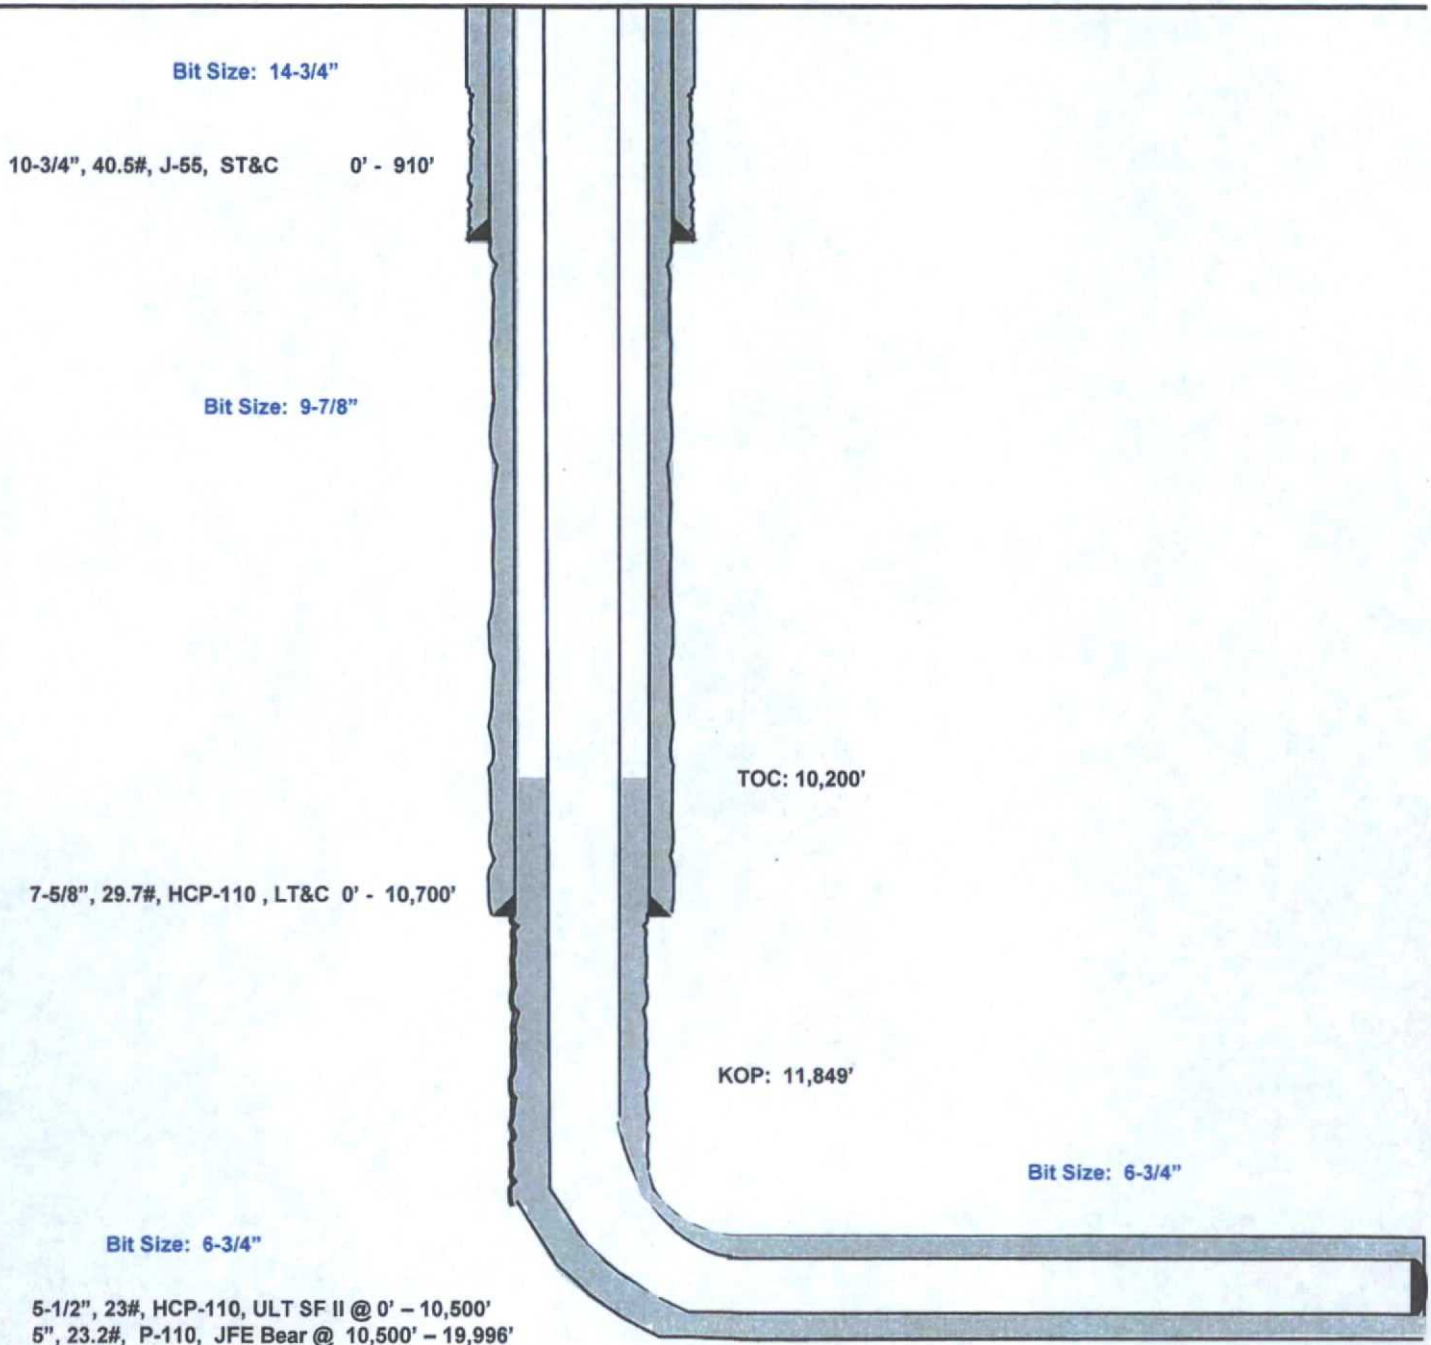 Bit Size: 14-3/4"
10-3/4", 40.5#, J-55, ST&C 0' - 910'
Bit Size: 9-7/8"
TOC: 10,200'
7-5/8", 29.7#, HCP-110 , LT&C 0' - 10,700'
KOP: 11,849'
Bit Size: 6-3/4"
Bit Size: 6-3/4"
5-1/2", 23#, HCP-110, ULT SF II @ 0' – 10,500'
5", 23.2#, P-110, JFE Bear @ 10,500' – 19,996'